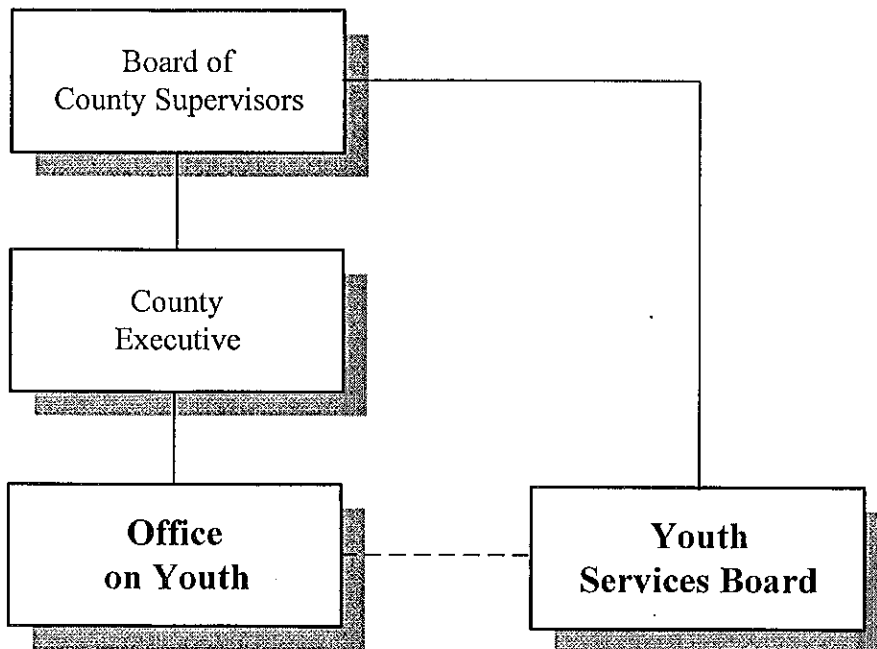 Board of
County Supervisors
County
Executive
Office
on Youth
Youth
Services Board